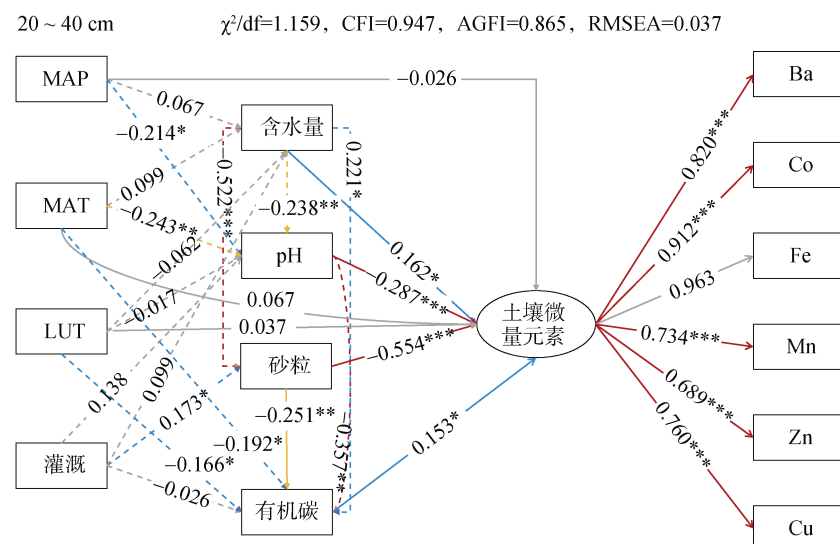 20 ~ 40 cm
χ²/df=1.159，CFI=0.947，AGFI=0.865，RMSEA=0.037
MAP
−0.026
Ba
0.067
−0.214*
含水量
0.820***
0.221*
−0.522***
Co
0.099
MAT
−0.243**
−0.238**
0.912***
−0.062
pH
0.162*
Fe
−0.287***
0.963
−0.017
0.067
LUT
0.037
土壤微
量元素
0.734***
Mn
−0.554***
砂粒
0.138
0.099
0.173*
0.689***
−0.251**
0.760***
−0.357**
Zn
−0.192*
0.153*
灌溉
−0.166*
−0.026
有机碳
Cu